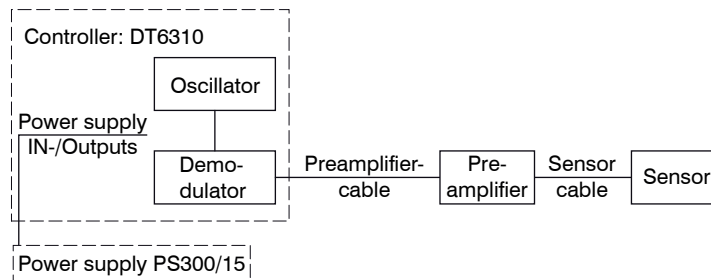 Controller: DT6310
Oscillator
Power supply
IN-/Outputs
Demo-
dulator
Preamplifier-
cable
Pre-
amplifier
Sensor
cable
Sensor
Power supply PS300/15